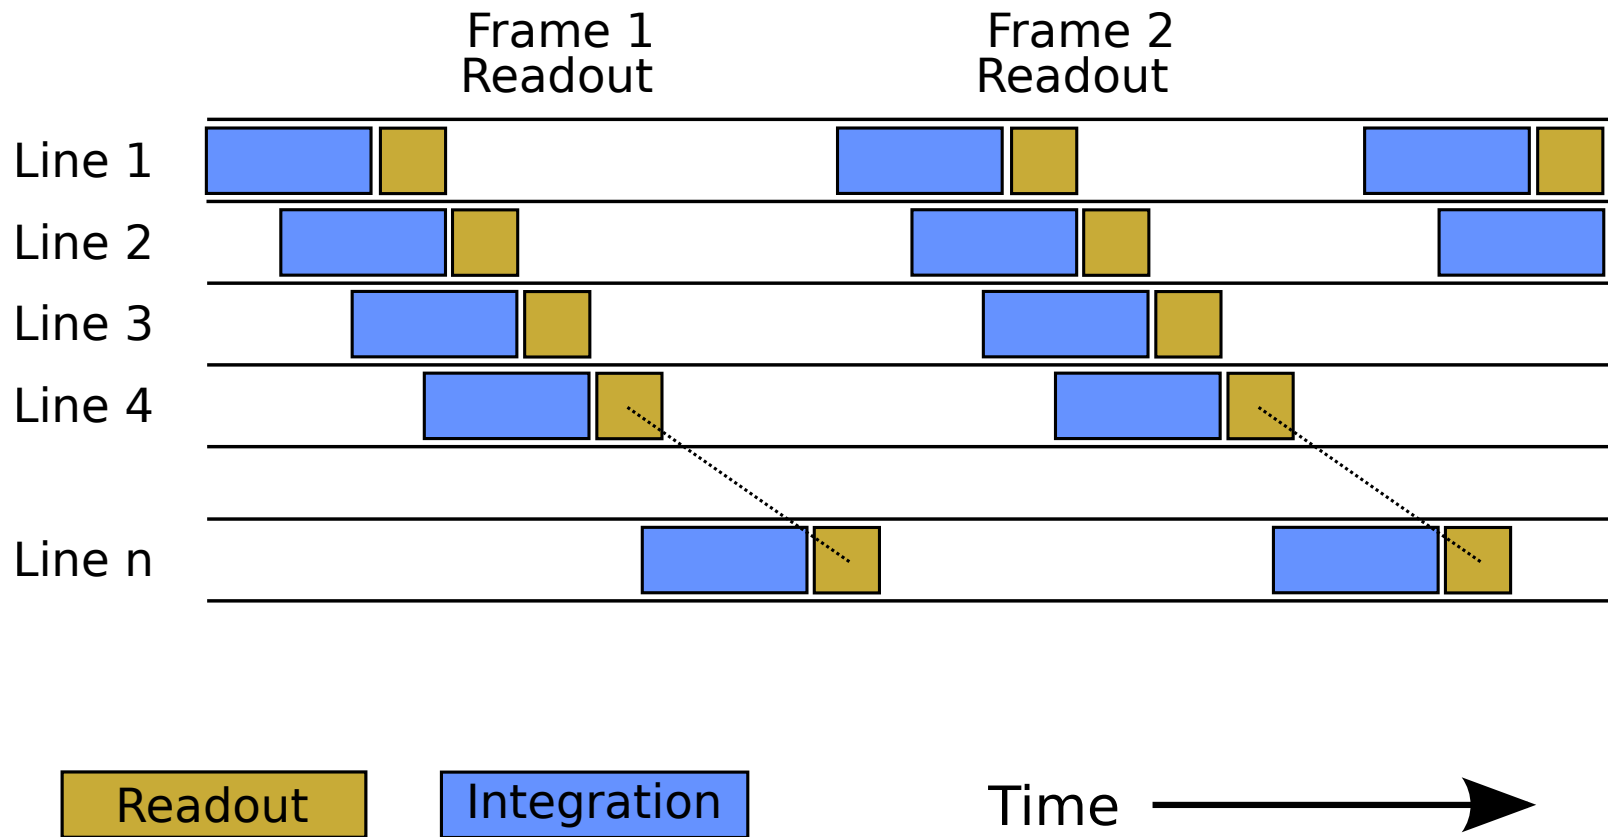 Frame 1
Readout
Frame 2
Readout
Line 1
Line 2
Line 3
Line 4
Line n
Readout
Integration
Time